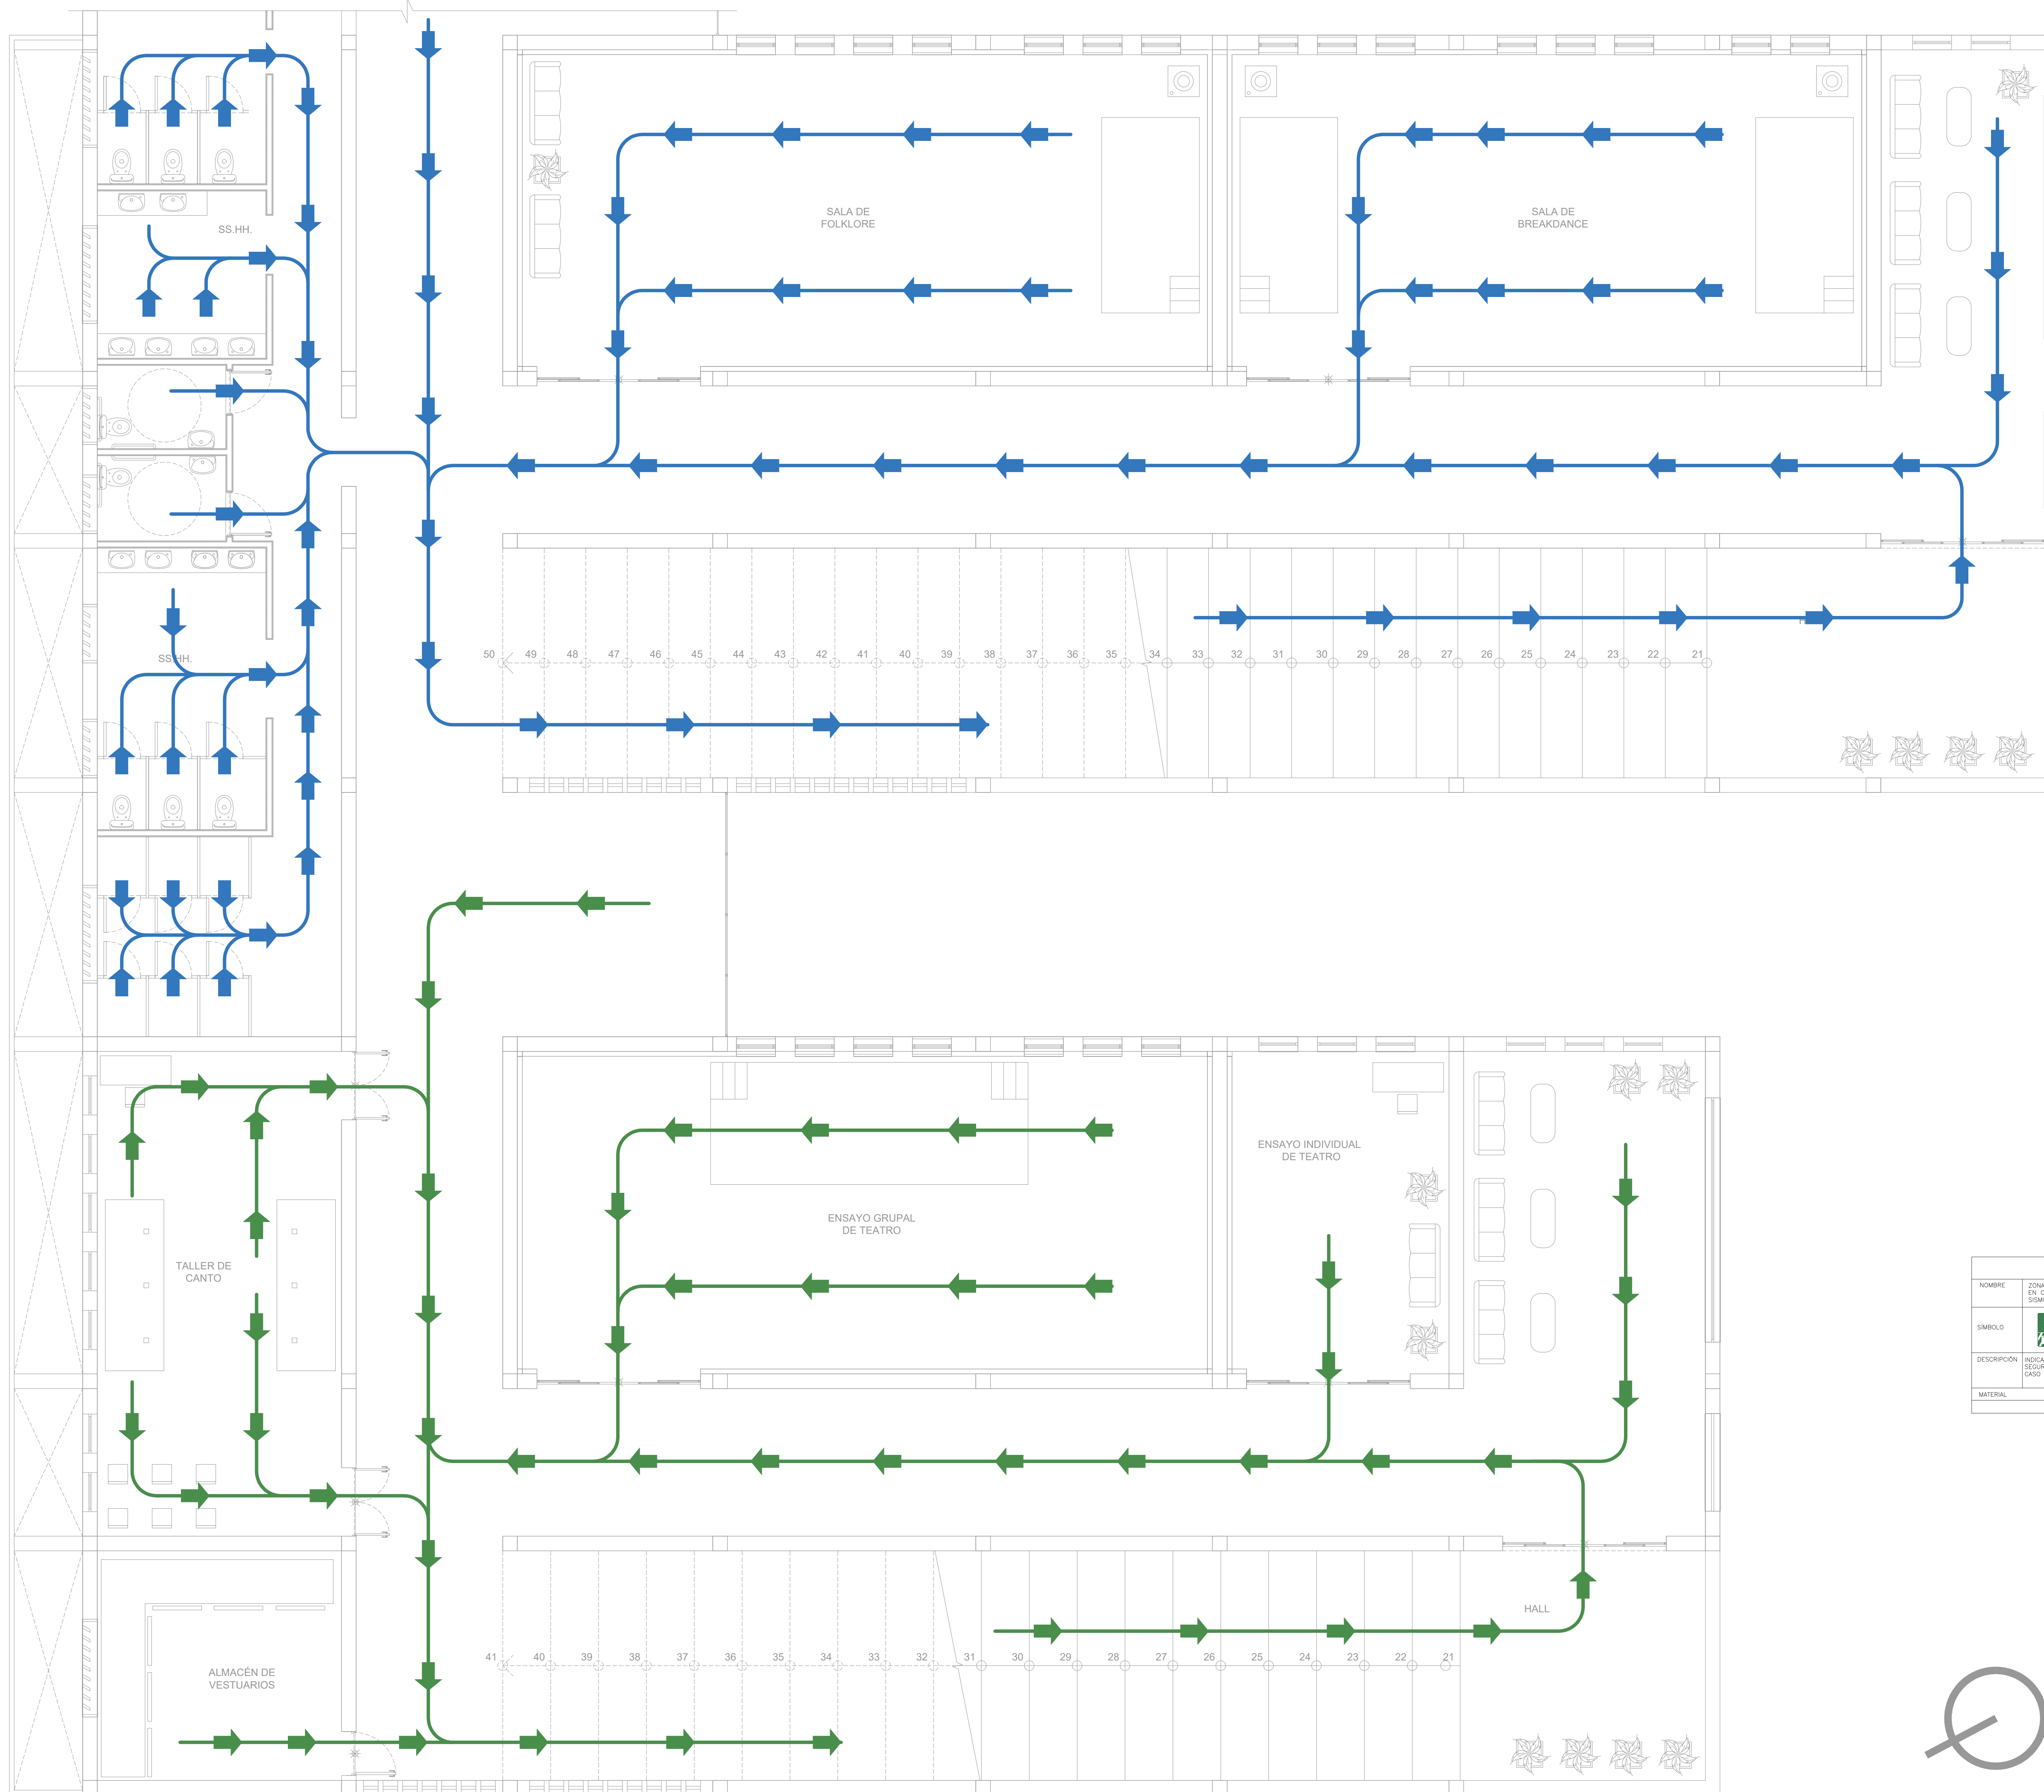 SALA DE
FOLKLORE
SALA DE
BREAKDANCE
SS.HH.
SS.HH.
50 49 48 47 46 45 44 43 42 41 40 39 38 37 36 35 34 33 32 31 30 29 28 27 26 25 24 23 22 21
ENSAYO INDIVIDUAL
DE TEATRO
ENSAYO GRUPAL
DE TEATRO
TALLER DE
CANTO
NOMBRE
SÍMBOLO
DESCRIPCIÓN
CASO
MATERIAL
HALL
41 40 39 38 37 36 35 34 33 32 31 30 29 28 27 26 25 24 23 22 21
ALMACÉN DE
VESTUARIOS